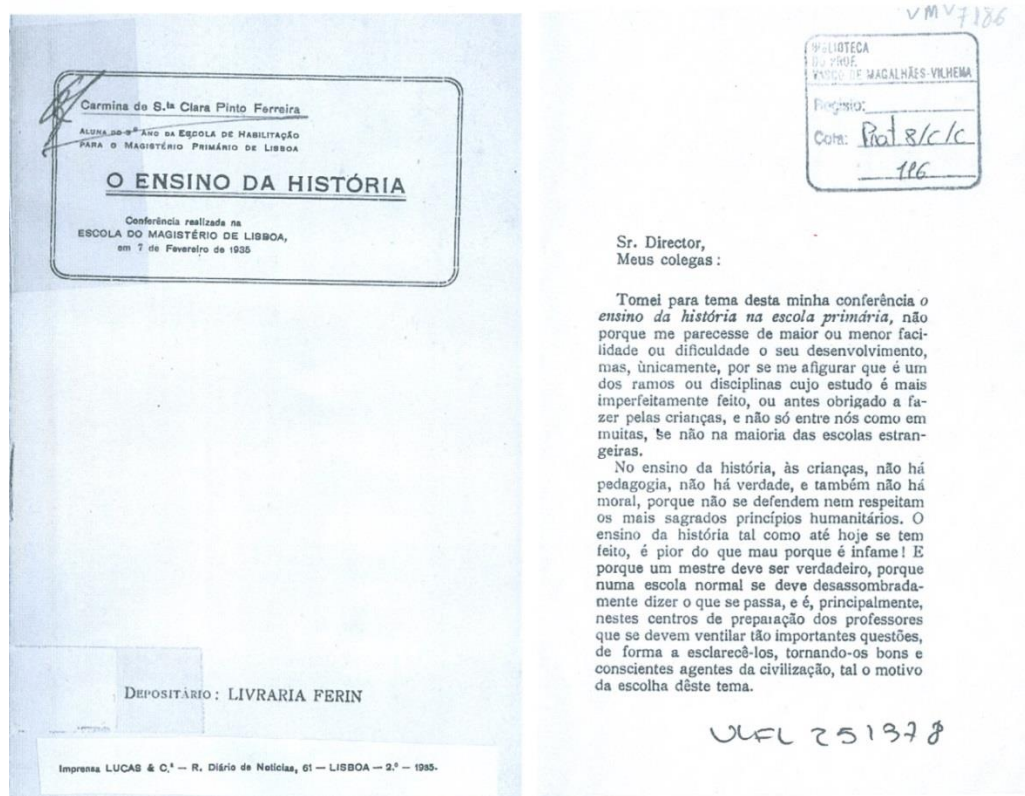 Carmina de S.ta Clara Pinto Ferreira
ALUNA DO 3º ANO DA ESCOLA DE HABILITAÇÃO
PARA O MAGISTÉRIO PRIMÁRIO DE LISBOA
O ENSINO DA HISTÓRIA
Conferência realizada na
ESCOLA DO MAGISTÉRIO DE LISBOA,
em 7 de Fevereiro de 1935
DEPOSITÁRIO: LIVRARIA FERIN
Imprensa LUCAS & C.ª — R. Diário de Notícias, 61 — LISBOA — 2.º — 1935.
VMV 7186
BIBLIOTECA
DO PROF.
VASCO DE MAGALHÃES-VILHENA
Registo:
Cota: Prat 8/C/C
186
Sr. Director,
Meus colegas:
Tomei para tema desta minha conferência o
ensino da história na escola primária, não
porque me parecesse de maior ou menor faci-
lidade ou dificuldade o seu desenvolvimento,
mas, ùnicamente, por se me afigurar que é um
dos ramos ou disciplinas cujo estudo é mais
imperfeitamente feito, ou antes obrigado a fa-
zer pelas crianças, e não só entre nós como em
muitas, se não na maioria das escolas estran-
geiras.
No ensino da história, às crianças, não há
pedagogia, não há verdade, e também não há
moral, porque não se defendem nem respeitam
os mais sagrados princípios humanitários. O
ensino da história tal como até hoje se tem
feito, é pior do que mau porque é infame! E
porque um mestre deve ser verdadeiro, porque
numa escola normal se deve desassombrada-
mente dizer o que se passa, e é, principalmente,
nestes centros de preparação dos professores
que se devem ventilar tão importantes questões,
de forma a esclarecê-los, tornando-os bons e
conscientes agentes da civilização, tal o motivo
da escolha dêste tema.
ULFL 251378